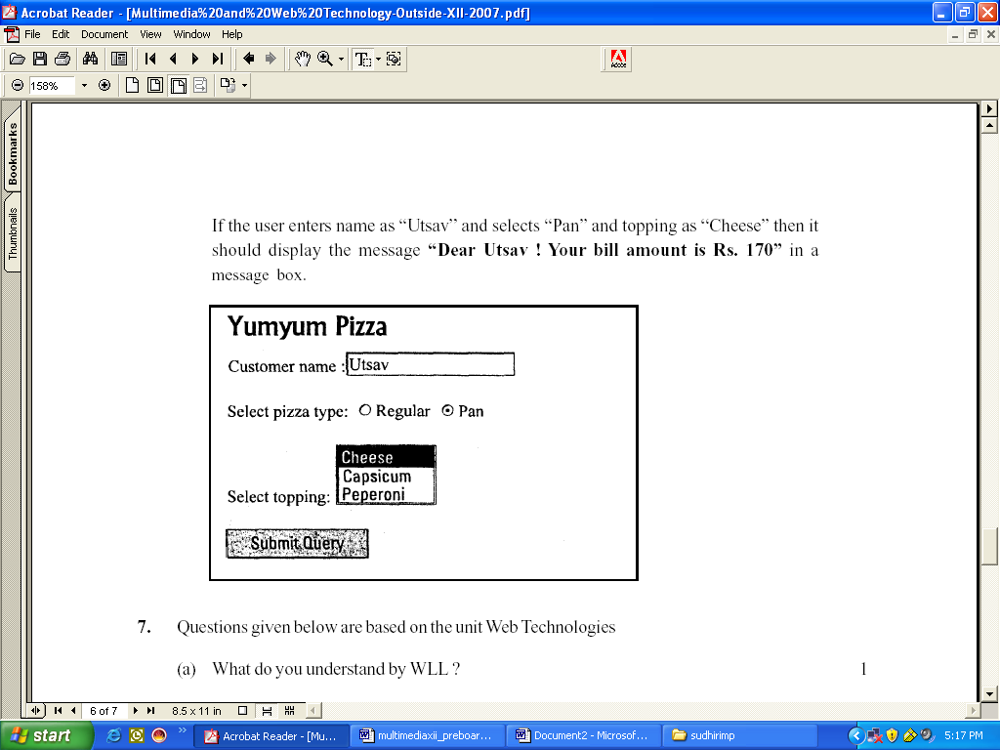 Acrobat Reader - [Multimedia%20and%20Web%20Technology-Outside-XII-2007.pdf]
File Edit Document View Window Help
Adobe
158%
Bookmarks
Thumbnails
If the user enters name as “Utsav” and selects “Pan” and topping as “Cheese” then it
should display the message “Dear Utsav ! Your bill amount is Rs. 170” in a
message box.
Yumyum Pizza
Customer name : Utsav
Select pizza type: Regular Pan
Cheese
Capsicum
Select topping: Peperoni
Submit Query
7. Questions given below are based on the unit Web Technologies
(a) What do you understand by WLL ? 1
6 of 7 8.5 x 11 in
start Acrobat Reader - [Mu... multimediaxii_preboar... Document2 - Microsof... sudhirimp 5:17 PM